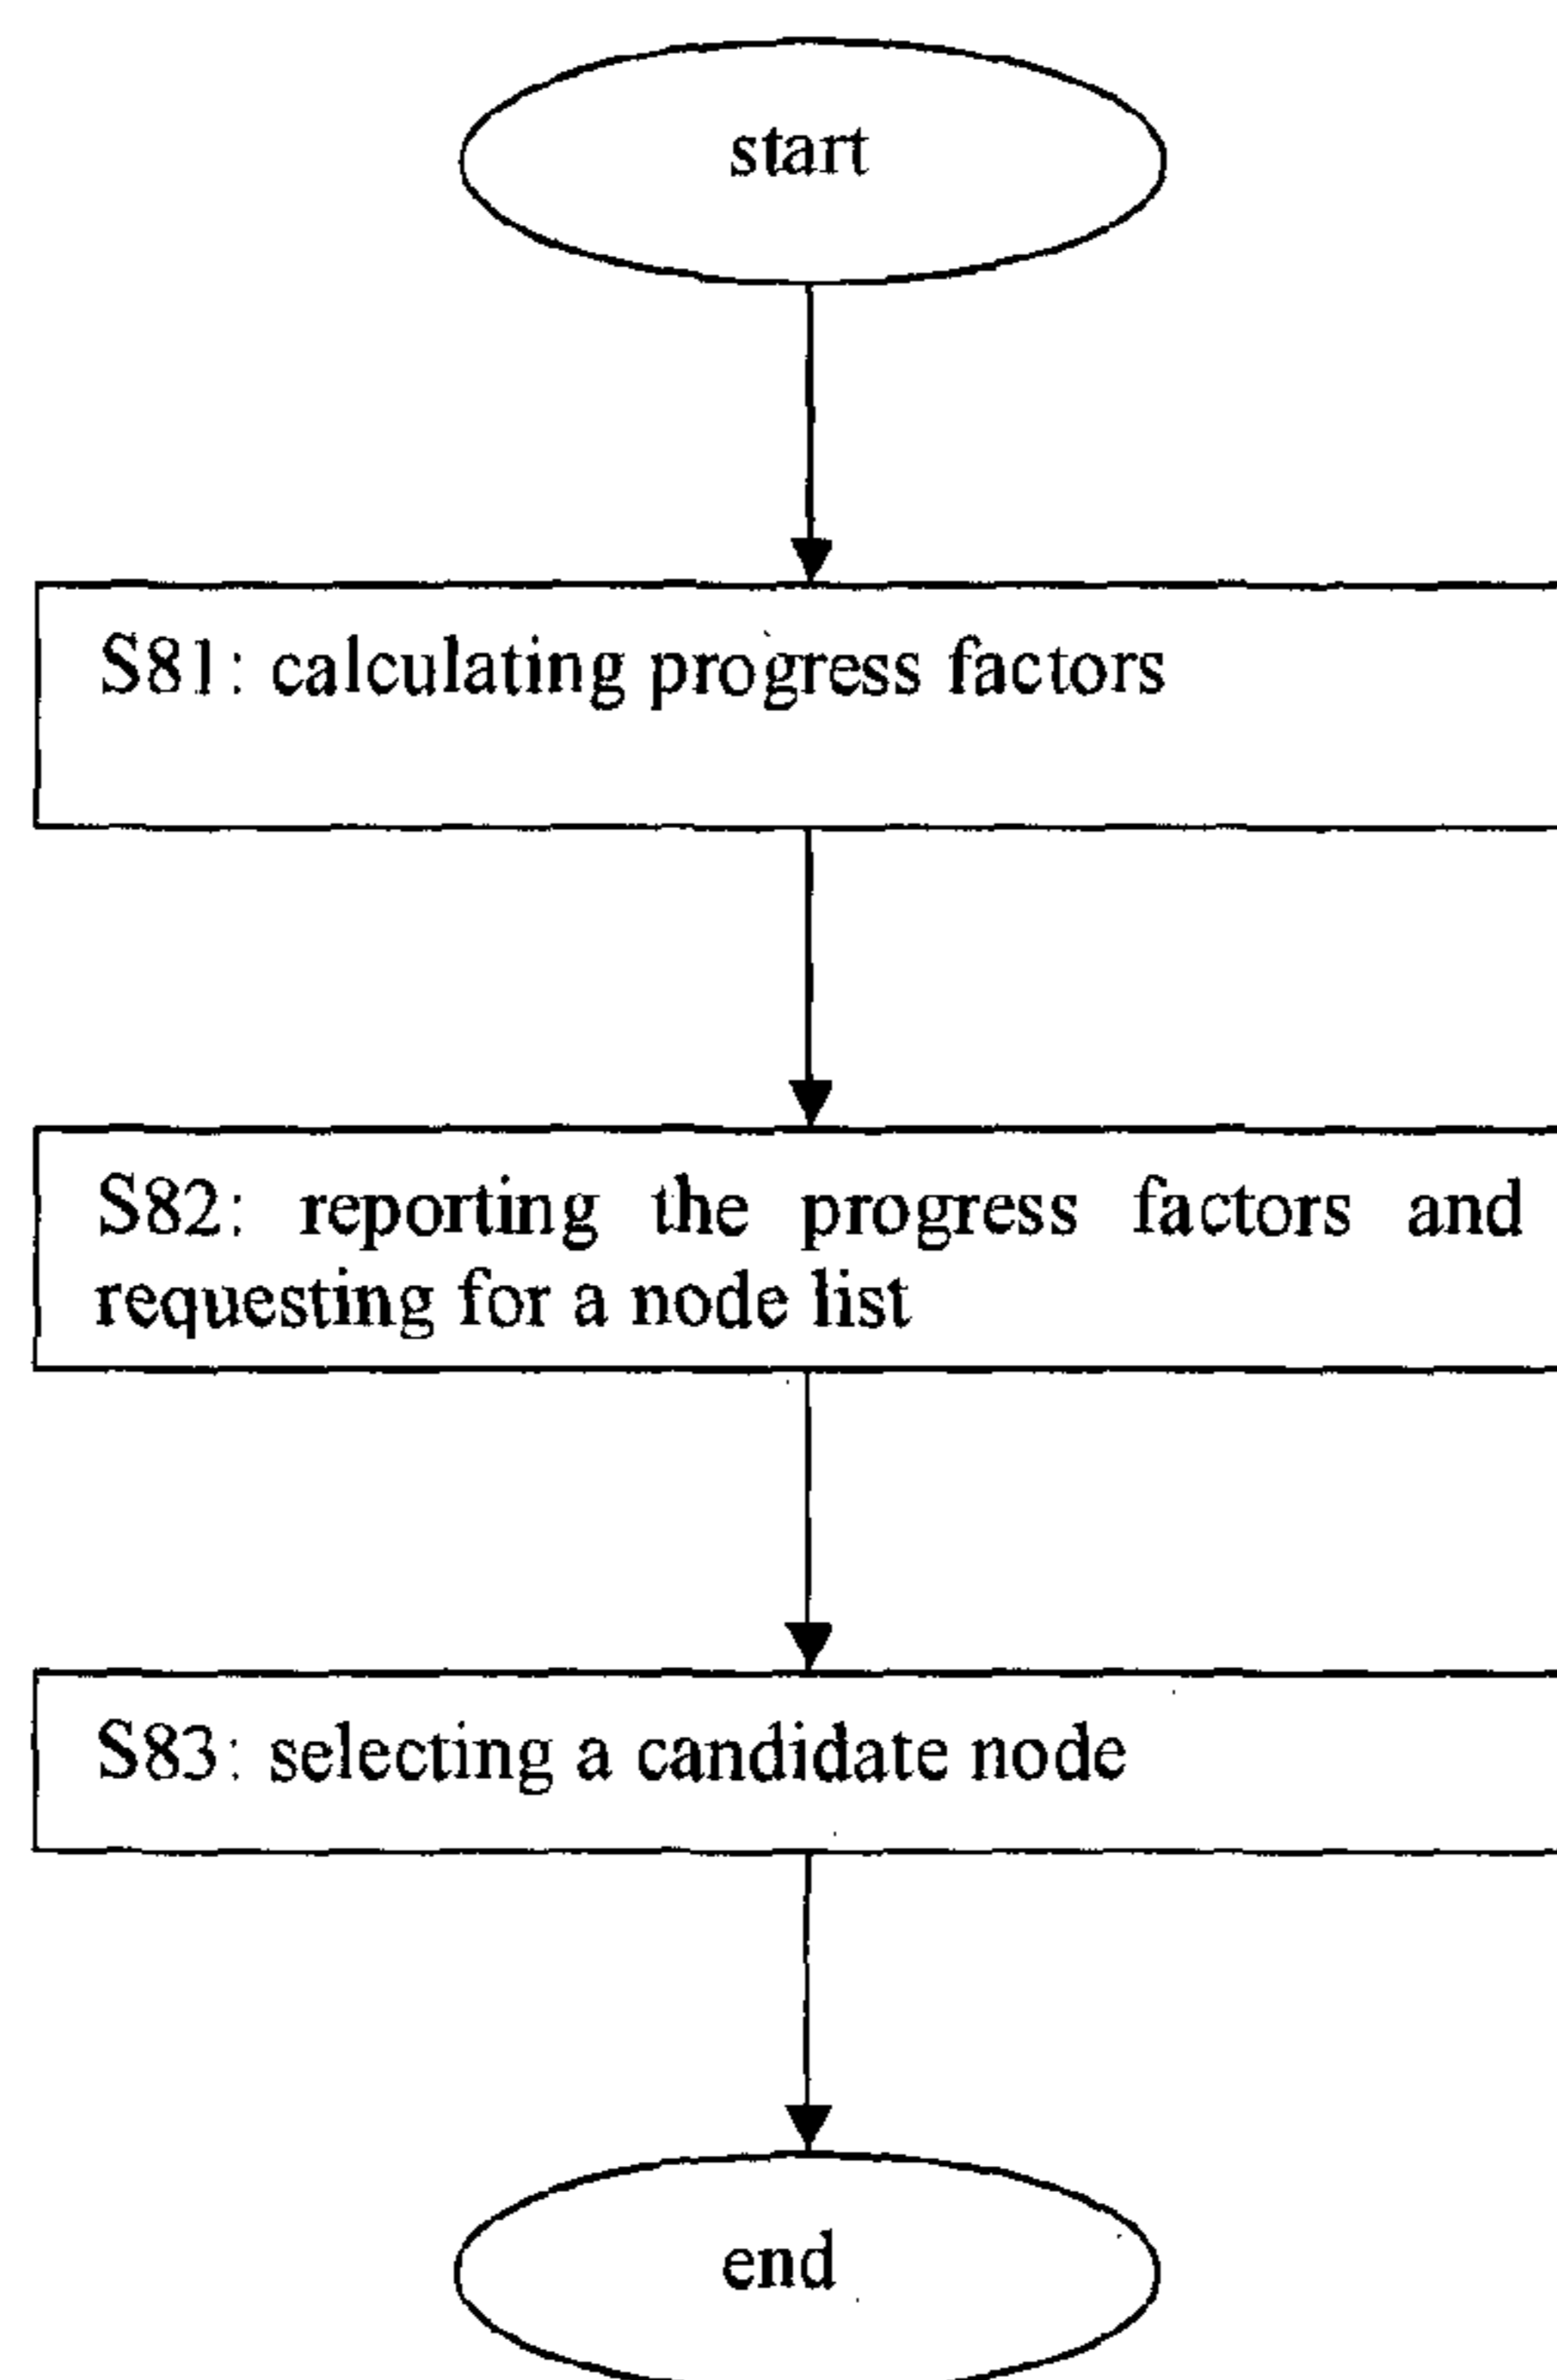 start
S81: calculating progress factors
S82: reporting the progress factors and
requesting for a node list
S83: selecting a candidate node
end